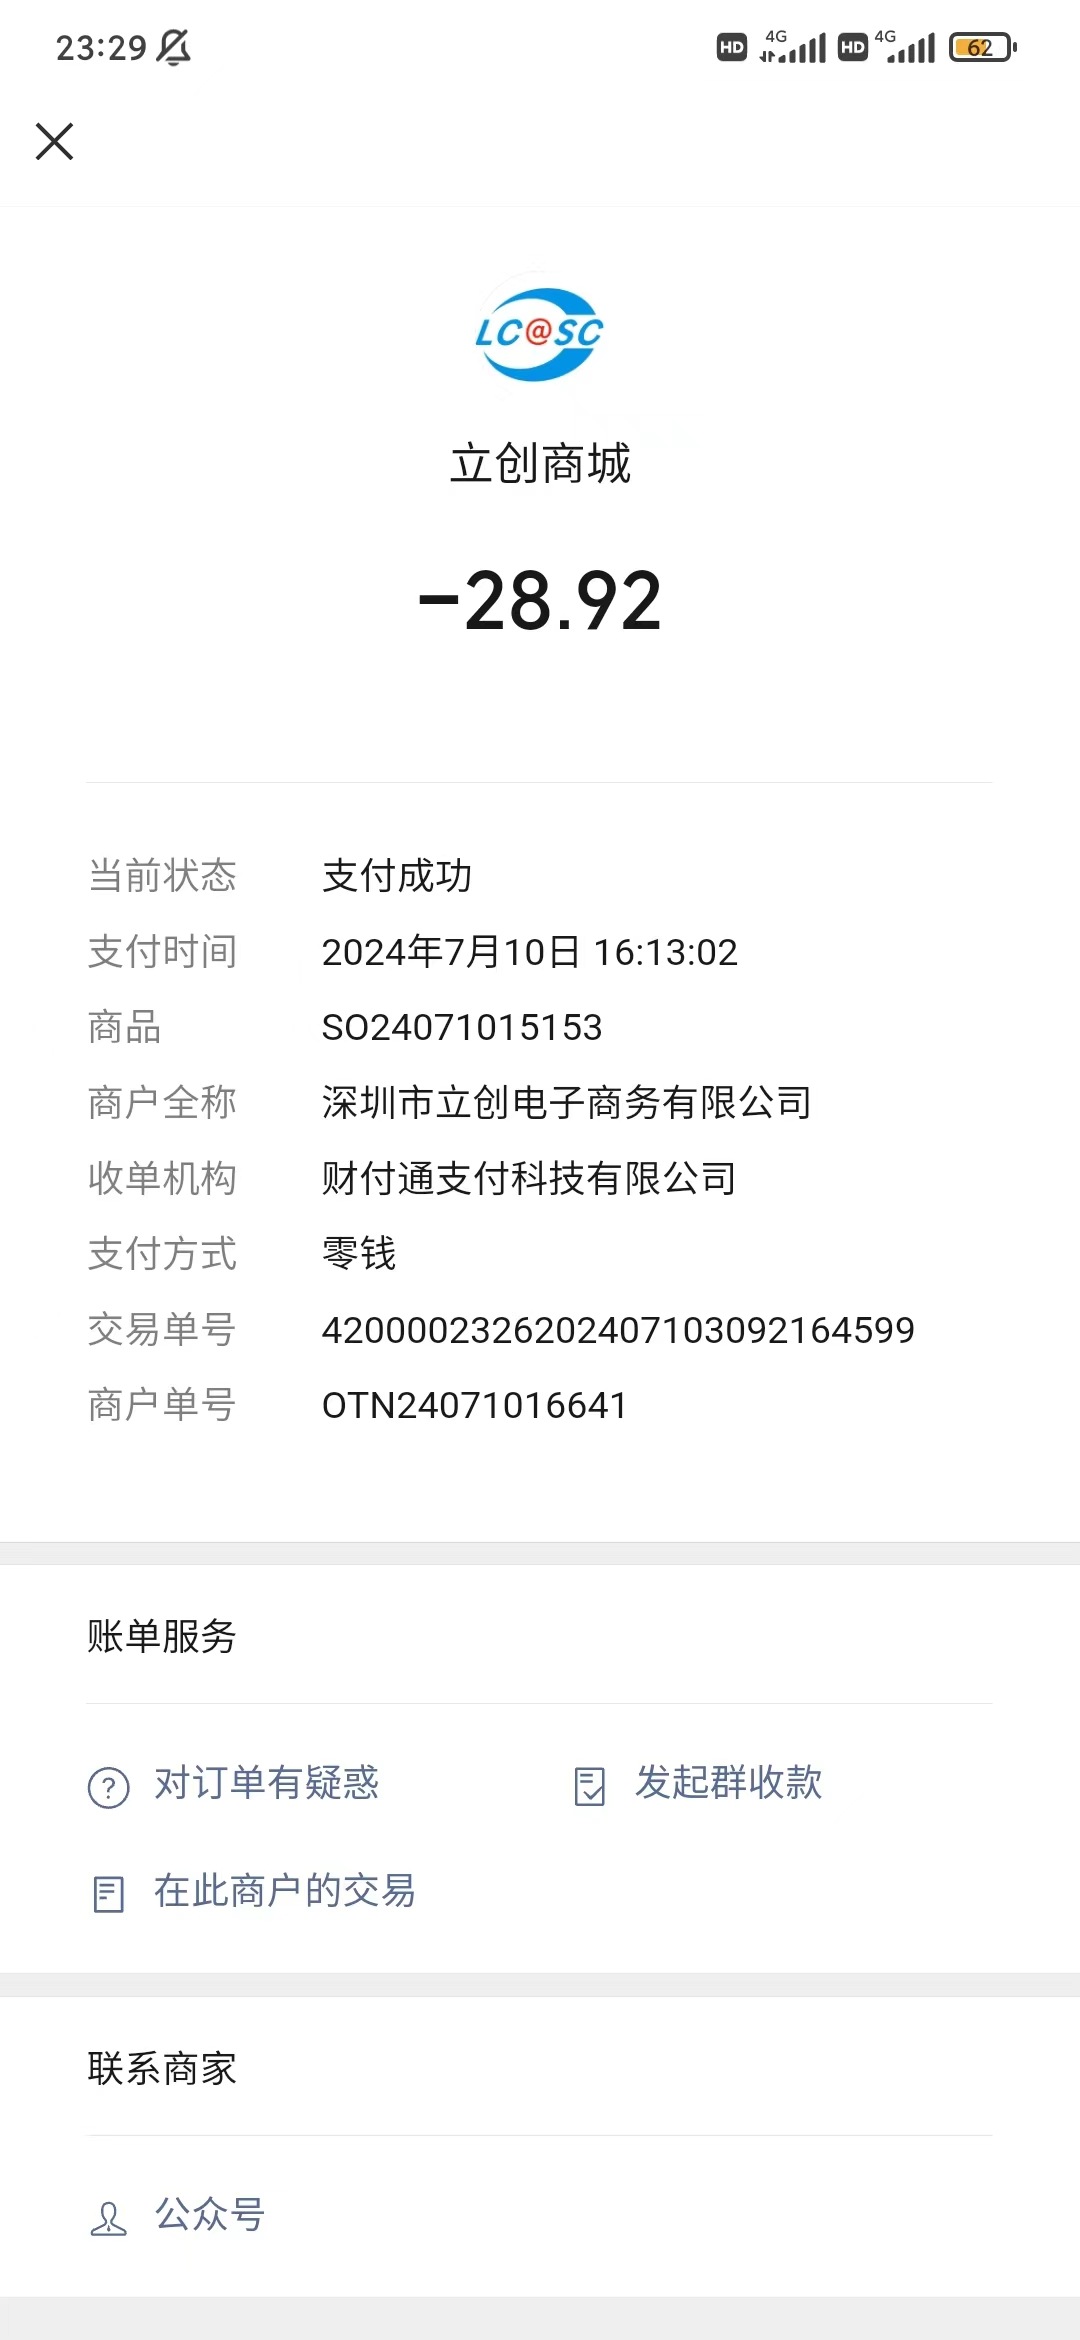 23:29 HD 4G HD 4G 62
LC@SC
立创商城
-28.92
当前状态 支付成功
支付时间 2024年7月10日 16:13:02
商品 SO24071015153
商户全称 深圳市立创电子商务有限公司
收单机构 财付通支付科技有限公司
支付方式 零钱
交易单号 4200002326202407103092164599
商户单号 OTN24071016641
账单服务
对订单有疑惑 发起群收款
在此商户的交易
联系商家
公众号